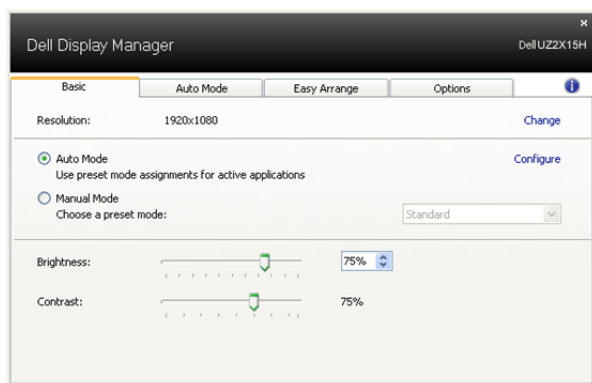 Dell Display Manager
Dell UZ2X15H
Basic
Auto Mode
Easy Arrange
Options
Resolution:
1920x1080
Change
Auto Mode
Configure
Use preset mode assignments for active applications
Manual Mode
Choose a preset mode:
Standard
Brightness:
75%
Contrast:
75%